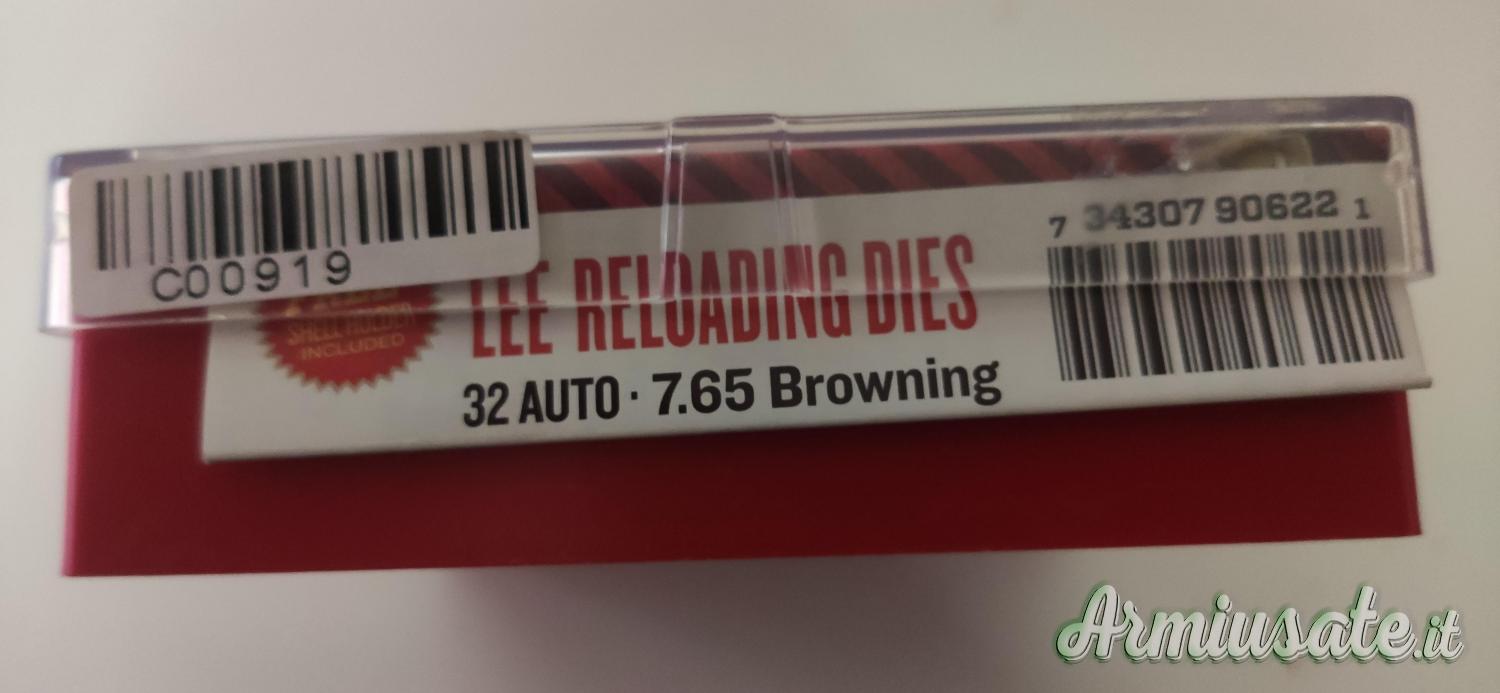 C00919
7 34307 90622 1
SHELL HOLDER
INCLUDED
LEE RELOADING DIES
32 AUTO · 7.65 Browning
Armiusate.it